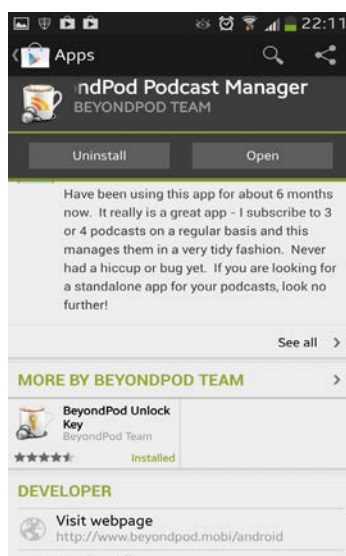 22:11
Apps
ndPod Podcast Manager
BEYONDPOD TEAM
Uninstall
Open
Have been using this app for about 6 months
now. It really is a great app - I subscribe to 3
or 4 podcasts on a regular basis and this
manages them in a very tidy fashion. Never
had a hiccup or bug yet. If you are looking for
a standalone app for your podcasts, look no
further!
See all
MORE BY BEYONDPOD TEAM
BeyondPod Unlock
Key
BeyondPod Team
Installed
DEVELOPER
Visit webpage
http://www.beyondpod.mobi/android